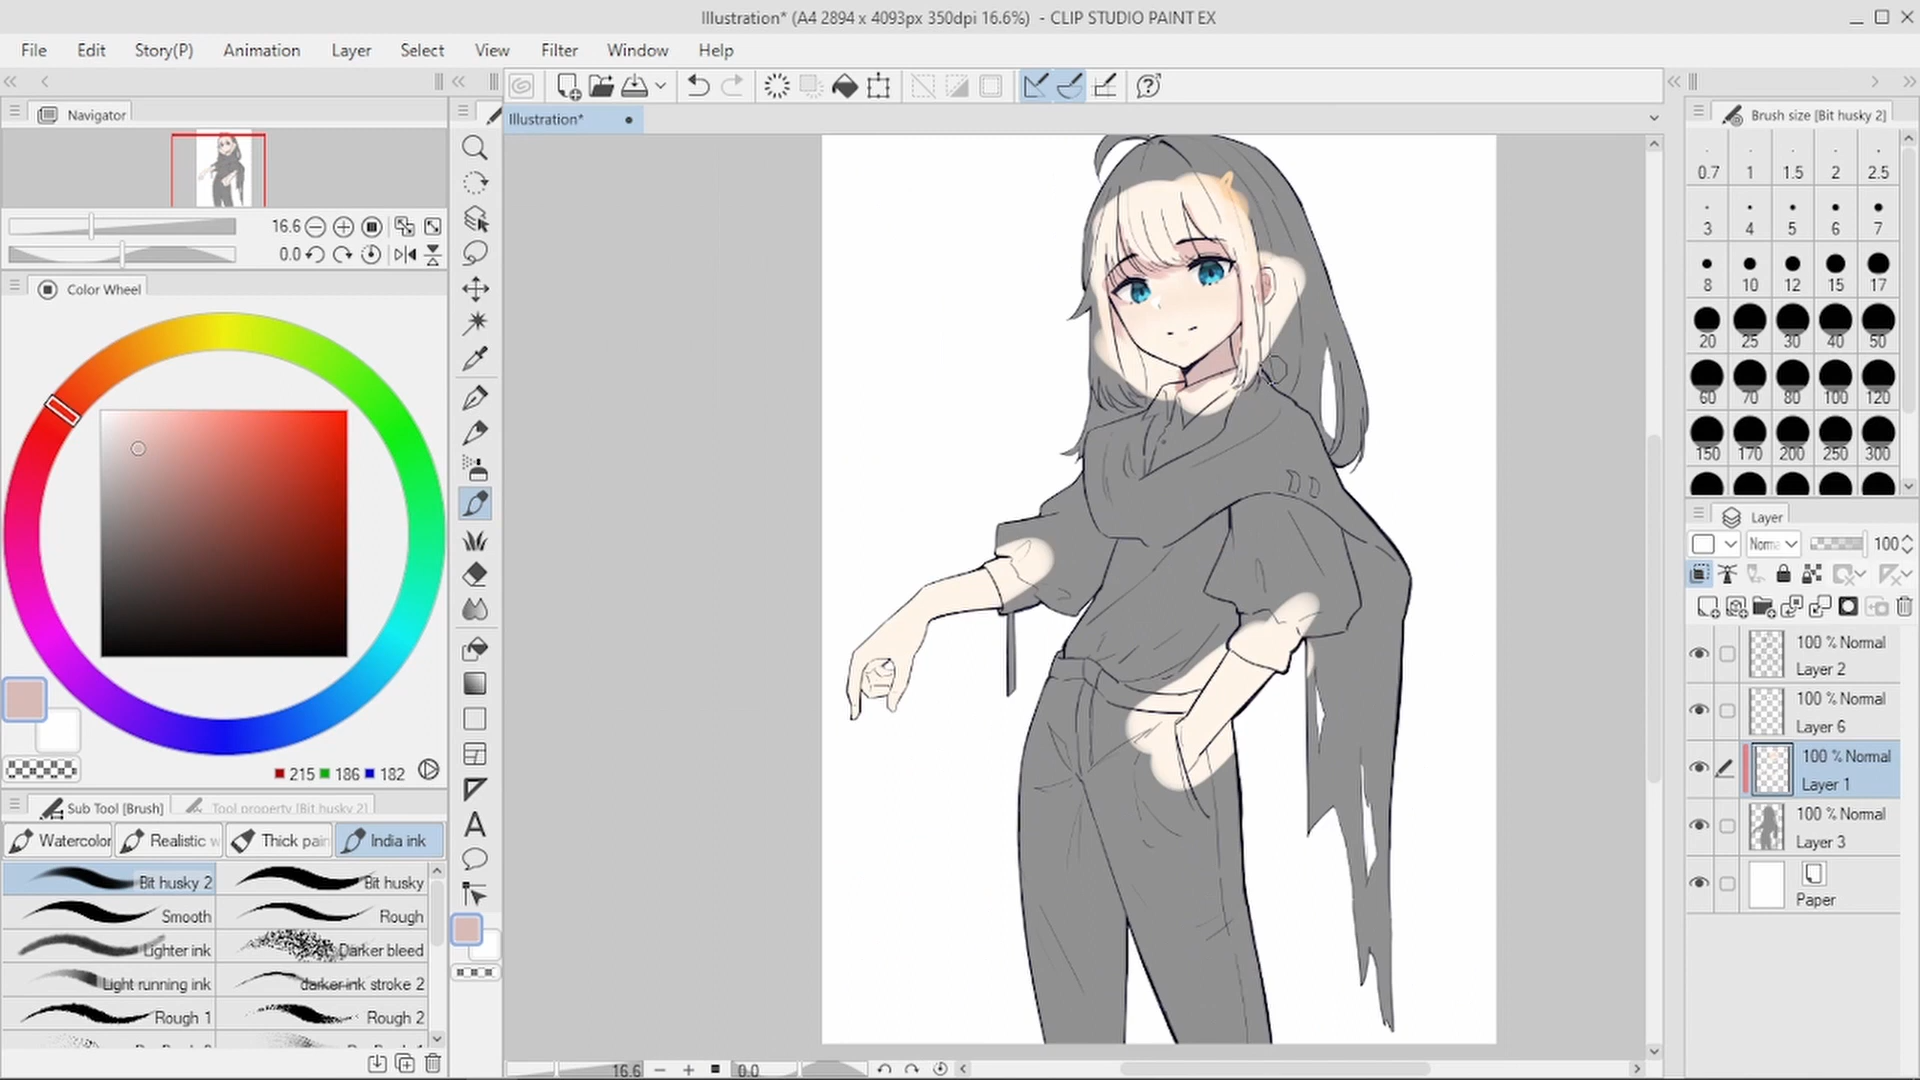 Illustration* (A4 2894 x 4093px 350dpi 16.6%) - CLIP STUDIO PAINT EX
File Edit Story(P) Animation Layer Select View Filter Window Help
Navigator
Illustration*
Brush size [Bit husky 2]
0.7 1 1.5 2 2.5
3 4 5 6 7
8 10 12 15 17
20 25 30 40 50
60 70 80 100 120
150 170 200 250 300
16.6
0.0
Color Wheel
215 186 182
Sub Tool [Brush] Tool property [Bit husky 2]
Watercolor Realistic w Thick pain India ink
Bit husky 2 Bit husky
Smooth Rough
Lighter ink Darker bleed
Light running ink darker ink stroke 2
Rough 1 Rough 2
Layer
100
100 % Normal
Layer 2
100 % Normal
Layer 6
100 % Normal
Layer 1
100 % Normal
Layer 3
Paper
16.6 0.0